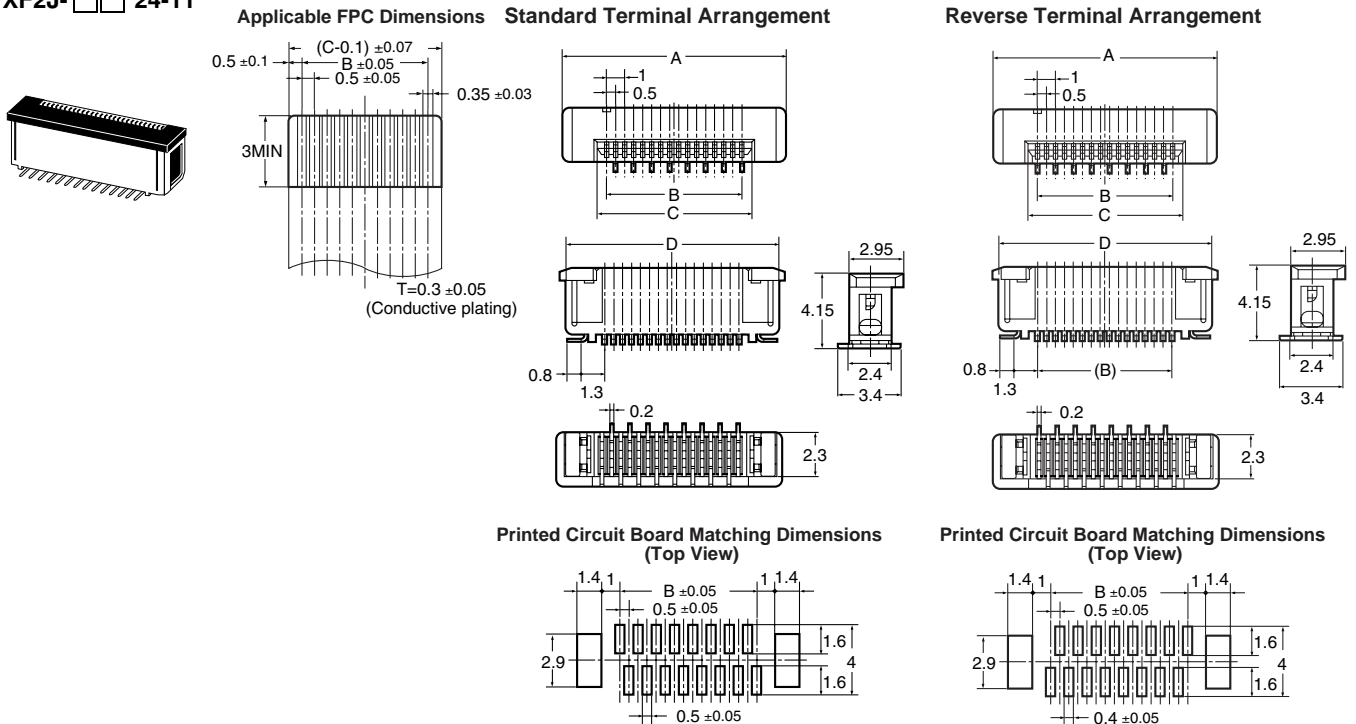 XF2J- 24-11
Applicable FPC Dimensions
(C-0.1) ±0.07
0.5 ±0.1
B ±0.05
0.5 ±0.05
0.35 ±0.03
3MIN
T=0.3 ±0.05
(Conductive plating)
Standard Terminal Arrangement
A
1
0.5
B
C
D
2.95
4.15
0.8
1.3
2.4
3.4
0.2
2.3
Printed Circuit Board Matching Dimensions
(Top View)
1.4 1 B ±0.05 1 1.4
0.5 ±0.05
2.9
1.6
4
1.6
0.5 ±0.05
Reverse Terminal Arrangement
A
1
0.5
B
C
D
2.95
4.15
0.8
1.3
(B)
2.4
3.4
0.2
2.3
Printed Circuit Board Matching Dimensions
(Top View)
1.4 1 B ±0.05 1 1.4
0.5 ±0.05
2.9
1.6
4
1.6
0.4 ±0.05